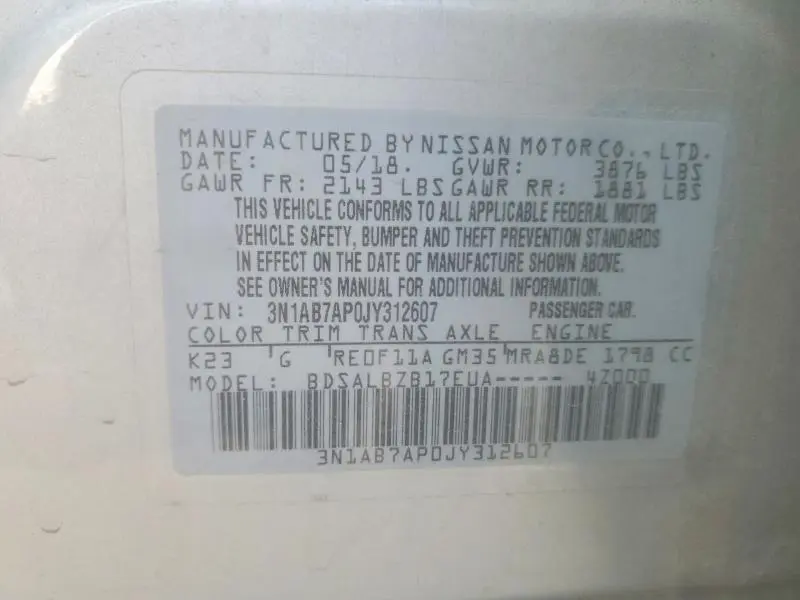 MANUFACTURED BY NISSAN MOTOR CO., LTD.
DATE: 05/18. GVWR: 3876 LBS
GAWR FR: 2143 LBS GAWR RR: 1881 LBS
THIS VEHICLE CONFORMS TO ALL APPLICABLE FEDERAL MOTOR
VEHICLE SAFETY, BUMPER AND THEFT PREVENTION STANDARDS
IN EFFECT ON THE DATE OF MANUFACTURE SHOWN ABOVE.
SEE OWNER'S MANUAL FOR ADDITIONAL INFORMATION.
VIN: 3N1AB7AP0JY312607 PASSENGER CAR.
COLOR TRIM TRANS AXLE ENGINE
K23 G RE0F11A GM35 MRA8DE 1798 CC
MODEL: BDSALBZB17EUA----- 4Z000
3N1AB7AP0JY312607